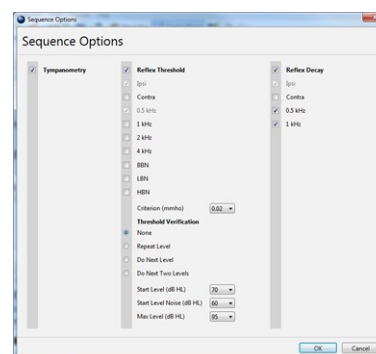 Sequence Options
Sequence Options
Tympanometry
Reflex Threshold
Ipsi
Contra
0.5 kHz
1 kHz
2 kHz
4 kHz
BBN
LBN
HBN
Criterion (mmho) 0.02
Threshold Verification
None
Repeat Level
Do Next Level
Do Next Two Levels
Start Level (dB HL) 70
Start Level Noise (dB HL) 60
Max Level (dB HL) 95
Reflex Decay
Ipsi
Contra
0.5 kHz
1 kHz
OK Cancel